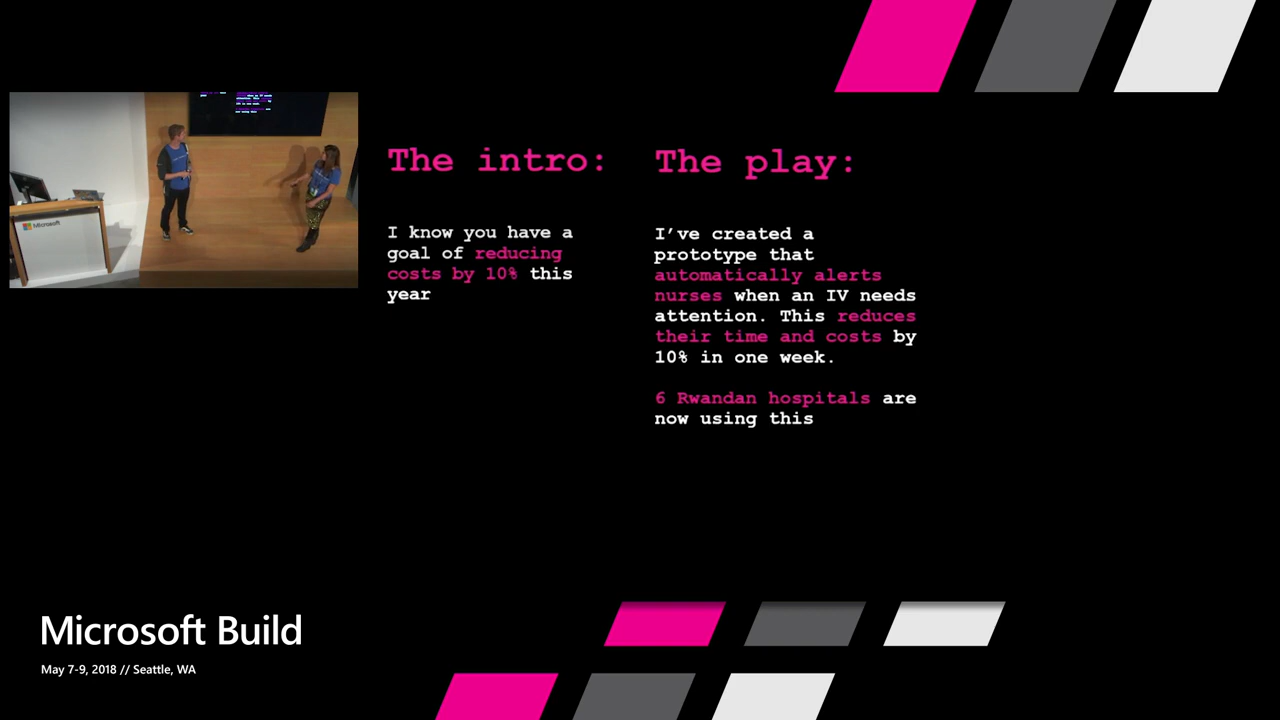 Microsoft
The intro:
I know you have a
goal of reducing
costs by 10% this
year
The play:
I’ve created a
prototype that
automatically alerts
nurses when an IV needs
attention. This reduces
their time and costs by
10% in one week.
6 Rwandan hospitals are
now using this
Microsoft Build
May 7-9, 2018 // Seattle, WA